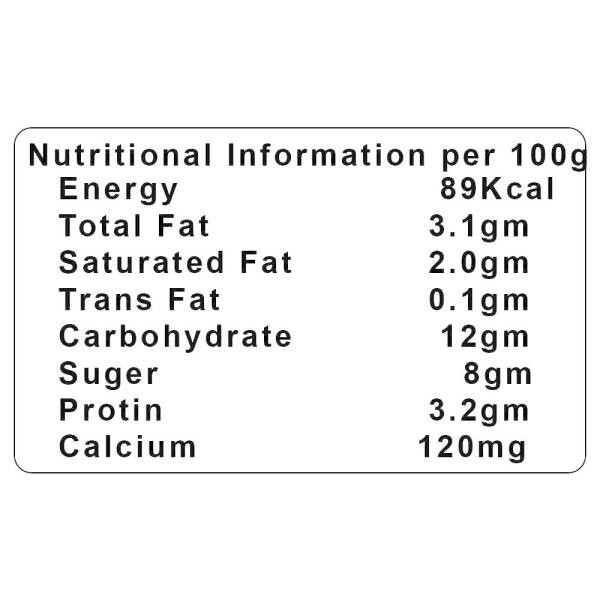 Nutritional Information per 100g
Energy 89Kcal
Total Fat 3.1gm
Saturated Fat 2.0gm
Trans Fat 0.1gm
Carbohydrate 12gm
Suger 8gm
Protin 3.2gm
Calcium 120mg